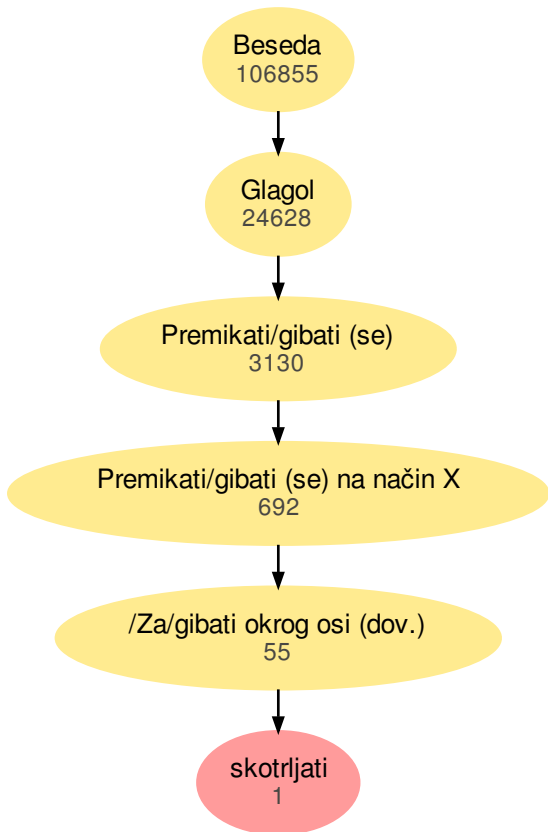 Beseda
106855
Glagol
24628
Premikati/gibati (se)
3130
Premikati/gibati (se) na način X
692
/Za/gibati okrog osi (dov.)
55
skotrljati
1